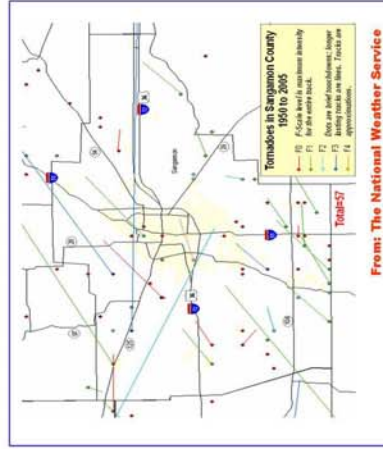 Tornadoes in Sangamon County
1950 to 2005
F0
F1
F2
F3
F4
F-Scale level is maximum intensity
for the entire track.
Dots are brief touchdowns; longer
lasting tracks are lines. Tracks are
approximations.
Sangamon
Total=57
From: The National Weather Service